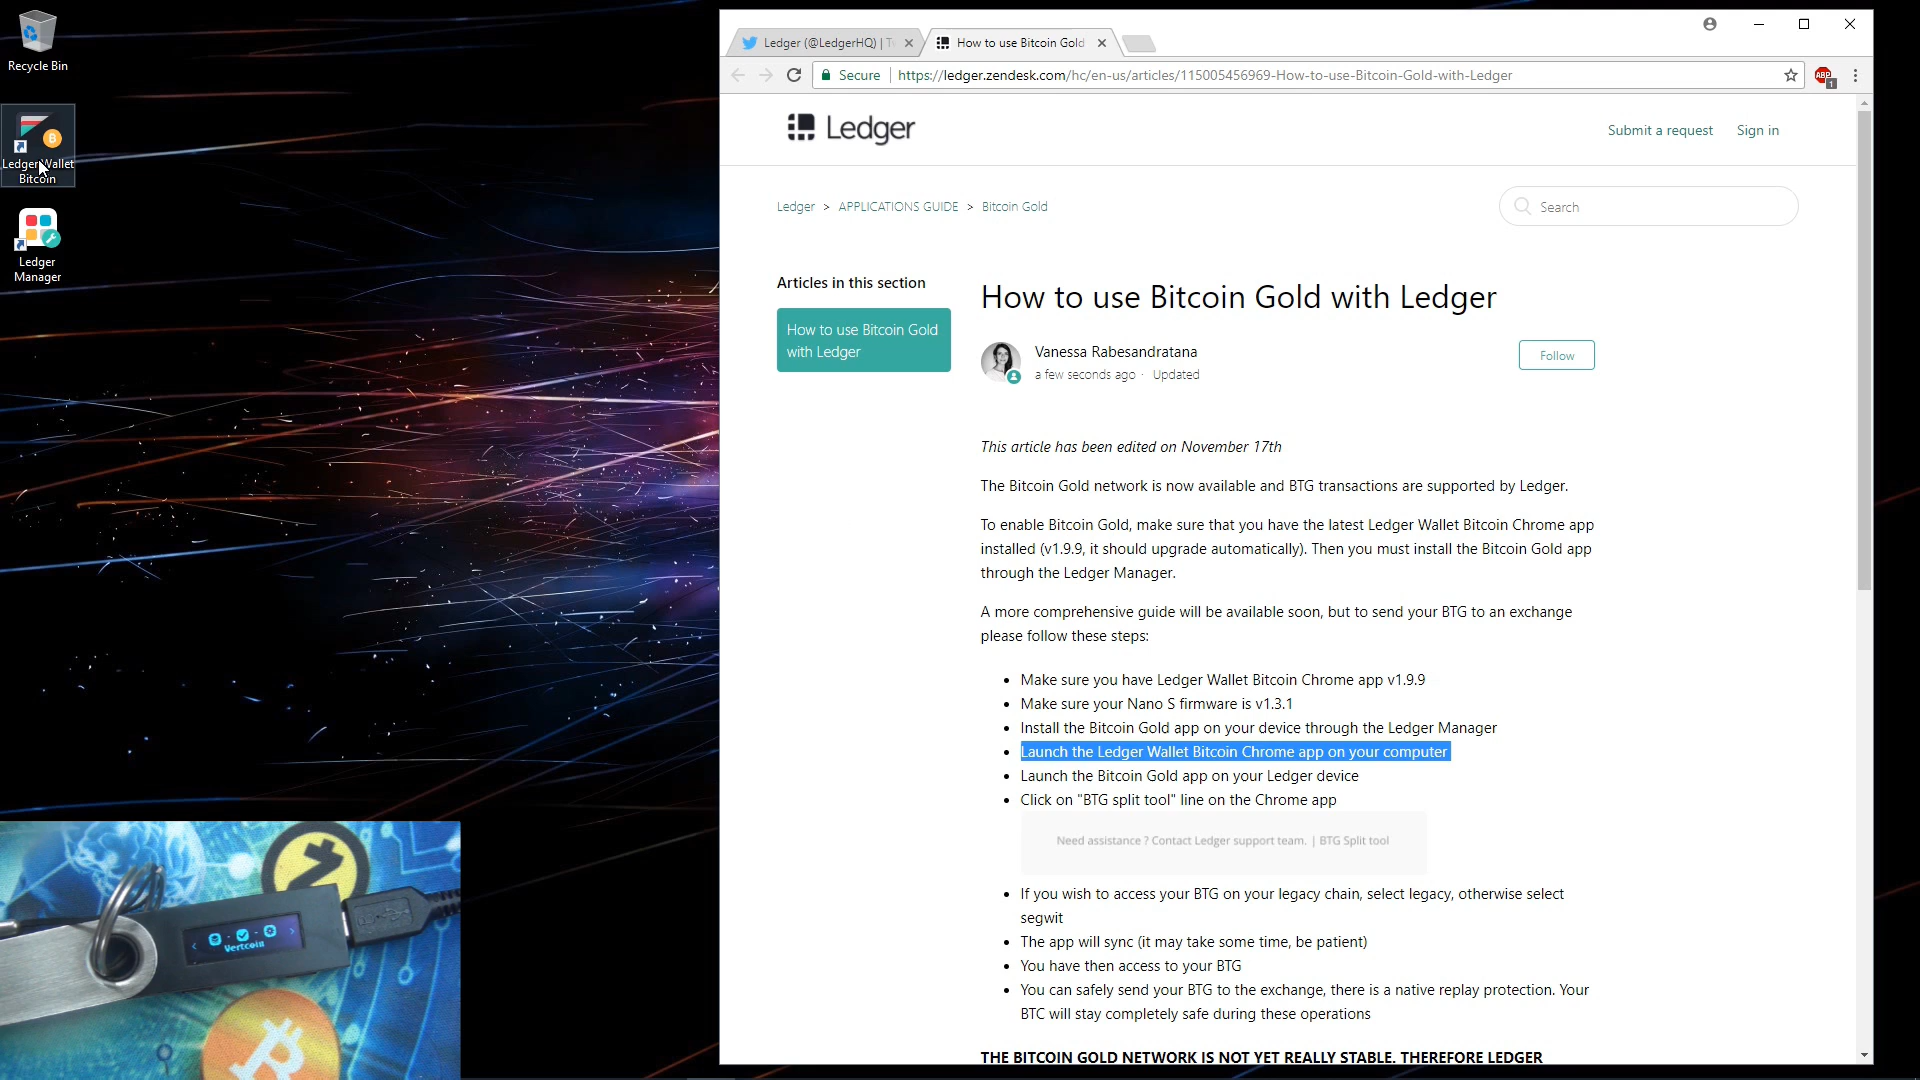 Recycle Bin
Ledger Wallet
Bitcoin
Ledger
Manager
Ledger (@LedgerHQ) | T
How to use Bitcoin Gold
Secure
https://ledger.zendesk.com/hc/en-us/articles/115005456969-How-to-use-Bitcoin-Gold-with-Ledger
ABP
1
Ledger
Submit a request
Sign in
Ledger > APPLICATIONS GUIDE > Bitcoin Gold
Search
Articles in this section
How to use Bitcoin Gold
with Ledger
How to use Bitcoin Gold with Ledger
Vanessa Rabesandratana
a few seconds ago · Updated
Follow
This article has been edited on November 17th
The Bitcoin Gold network is now available and BTG transactions are supported by Ledger.
To enable Bitcoin Gold, make sure that you have the latest Ledger Wallet Bitcoin Chrome app
installed (v1.9.9, it should upgrade automatically). Then you must install the Bitcoin Gold app
through the Ledger Manager.
A more comprehensive guide will be available soon, but to send your BTG to an exchange
please follow these steps:
• Make sure you have Ledger Wallet Bitcoin Chrome app v1.9.9
• Make sure your Nano S firmware is v1.3.1
• Install the Bitcoin Gold app on your device through the Ledger Manager
• Launch the Ledger Wallet Bitcoin Chrome app on your computer
• Launch the Bitcoin Gold app on your Ledger device
• Click on "BTG split tool" line on the Chrome app
Need assistance ? Contact Ledger support team. | BTG Split tool
• If you wish to access your BTG on your legacy chain, select legacy, otherwise select
segwit
• The app will sync (it may take some time, be patient)
• You have then access to your BTG
• You can safely send your BTG to the exchange, there is a native replay protection. Your
BTC will stay completely safe during these operations
THE BITCOIN GOLD NETWORK IS NOT YET REALLY STABLE. THEREFORE LEDGER
Vertcoin